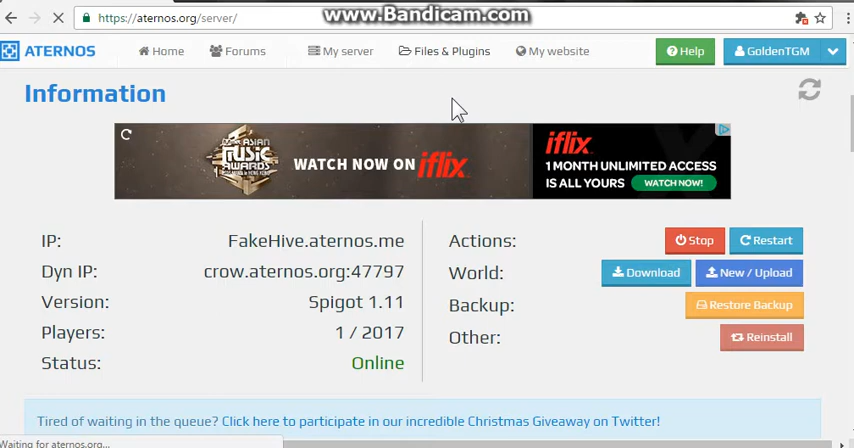 www.Bandicam.com
https://aternos.org/server/
ATERNOS Home Forums My server Files & Plugins My website Help GoldenTGM
Information
ASIAN MUSIC AWARDS
WATCH NOW ON iflix
iflix
1 MONTH UNLIMITED ACCESS
IS ALL YOURS WATCH NOW!
IP: FakeHive.aternos.me Actions: Stop Restart
Dyn IP: crow.aternos.org:47797 World: Download New / Upload
Version: Spigot 1.11 Backup: Restore Backup
Players: 1 / 2017 Other: Reinstall
Status: Online
Tired of waiting in the queue? Click here to participate in our incredible Christmas Giveaway on Twitter!
Waiting for aternos.org...